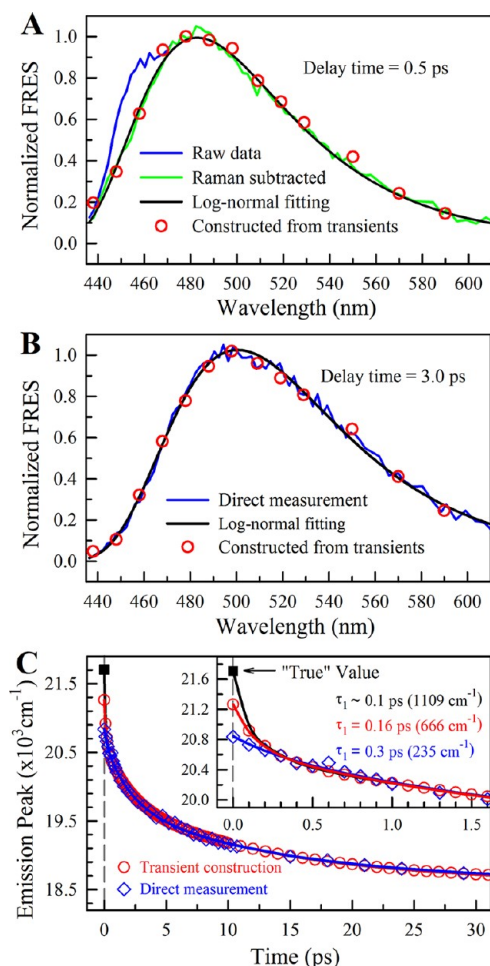 A
Normalized FRES
1.0
0.8
0.6
0.4
0.2
0.0
Delay time = 0.5 ps
Raw data
Raman subtracted
Log-normal fitting
Constructed from transients
440 460 480 500 520 540 560 580 600
Wavelength (nm)
B
Normalized FRES
1.0
0.8
0.6
0.4
0.2
0.0
Delay time = 3.0 ps
Direct measurement
Log-normal fitting
Constructed from transients
440 460 480 500 520 540 560 580 600
Wavelength (nm)
C
Emission Peak (x10³cm⁻¹)
21.5
20.5
19.5
18.5
21.6
21.2
20.8
20.4
20.0
"True" Value
τ₁ ~ 0.1 ps (1109 cm⁻¹)
τ₁ = 0.16 ps (666 cm⁻¹)
τ₁ = 0.3 ps (235 cm⁻¹)
0.0 0.5 1.0 1.5
Transient construction
Direct measurement
0 5 10 15 20 25 30
Time (ps)